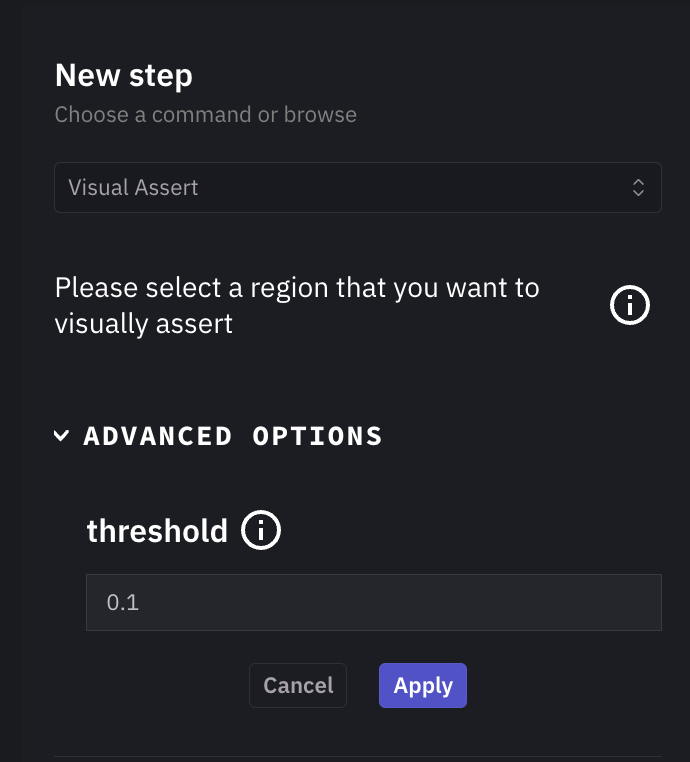 New step
Choose a command or browse
Visual Assert
Please select a region that you want to
visually assert
ADVANCED OPTIONS
threshold
0.1
Cancel Apply